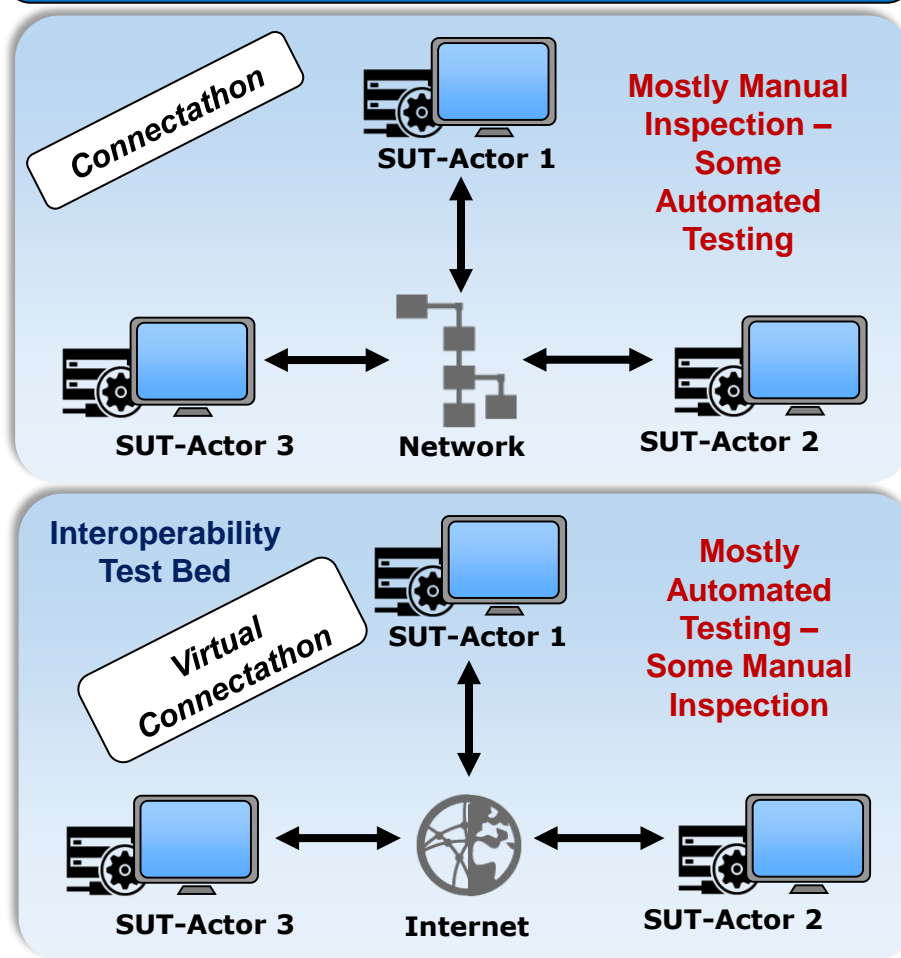 Connectathon
SUT-Actor 1
Mostly Manual
Inspection –
Some
Automated
Testing
SUT-Actor 3
Network
SUT-Actor 2
Interoperability
Test Bed
Virtual
Connectathon
SUT-Actor 1
Mostly
Automated
Testing –
Some Manual
Inspection
SUT-Actor 3
Internet
SUT-Actor 2